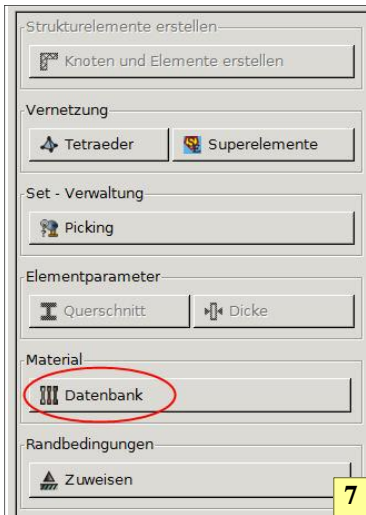 Strukturelemente erstellen
Knoten und Elemente erstellen
Vernetzung
Tetraeder Superelemente
Set - Verwaltung
Picking
Elementparameter
Querschnitt Dicke
Material
Datenbank
Randbedingungen
Zuweisen
7